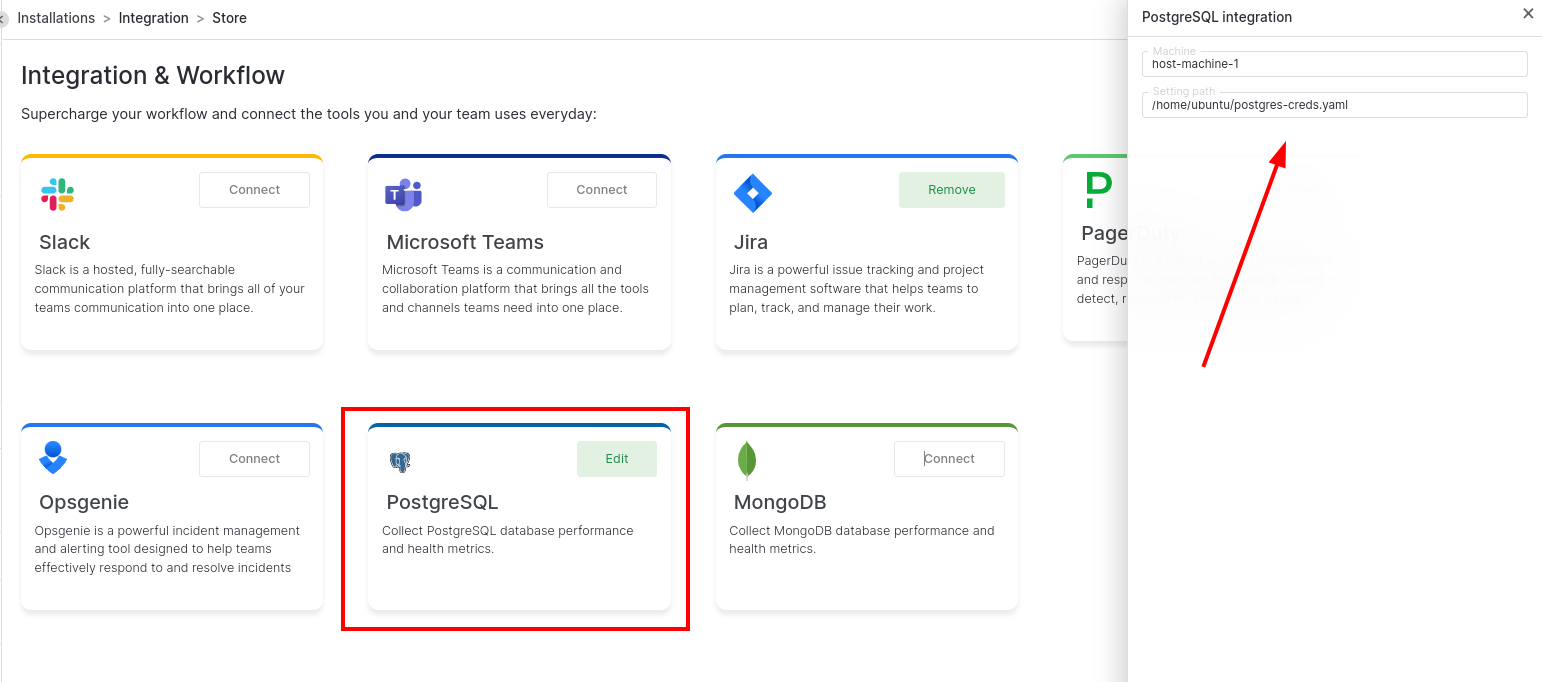 Installations > Integration > Store
PostgreSQL integration
Machine
host-machine-1
Setting path
/home/ubuntu/postgres-creds.yaml
Integration & Workflow
Supercharge your workflow and connect the tools you and your team uses everyday:
Connect
Slack
Slack is a hosted, fully-searchable
communication platform that brings all of your
teams communication into one place.
Connect
Microsoft Teams
Microsoft Teams is a communication and
collaboration platform that brings all the tools
and channels teams need into one place.
Remove
Jira
Jira is a powerful issue tracking and project
management software that helps teams to
plan, track, and manage their work.
Pager Duty
PagerDu
and resp
detect, r
Connect
Opsgenie
Opsgenie is a powerful incident management
and alerting tool designed to help teams
effectively respond to and resolve incidents
Edit
PostgreSQL
Collect PostgreSQL database performance
and health metrics.
Connect
MongoDB
Collect MongoDB database performance and
health metrics.